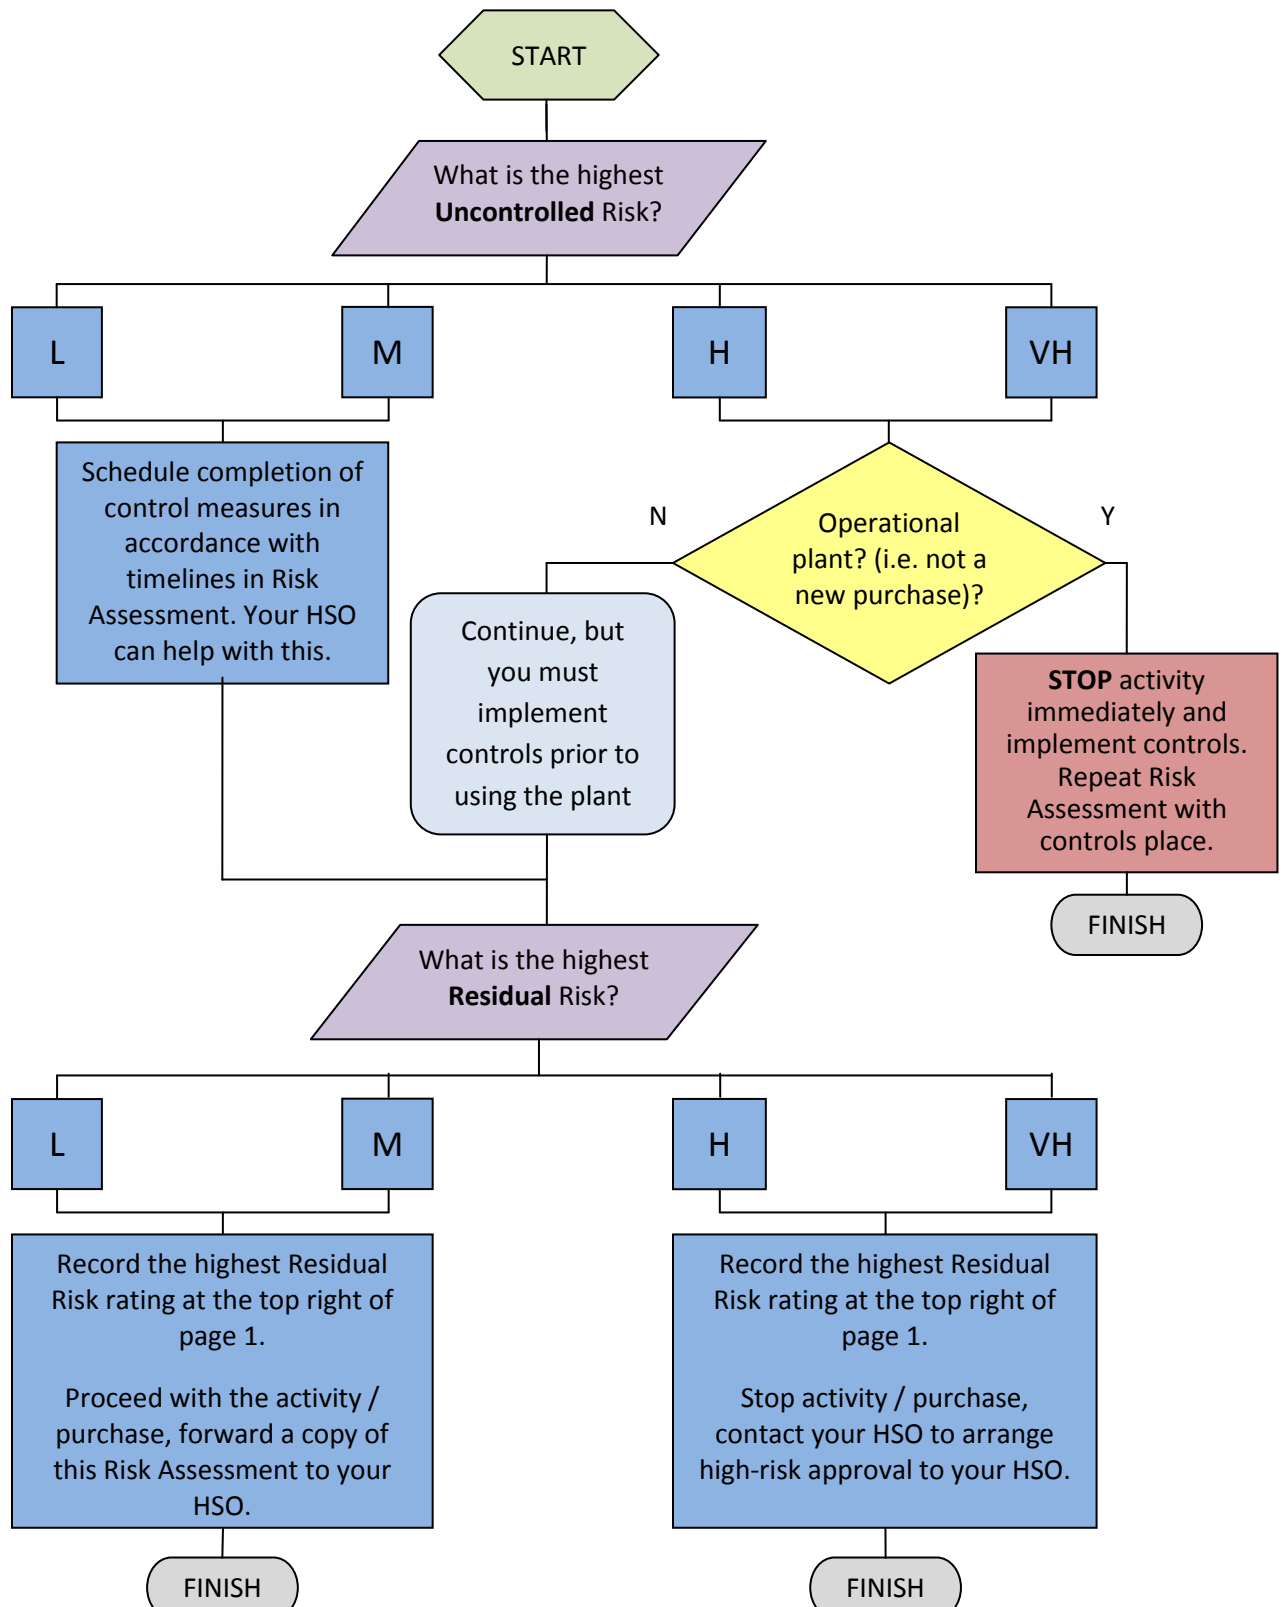 START
What is the highest
Uncontrolled Risk?
L
M
H
VH
Schedule completion of
control measures in
accordance with
timelines in Risk
Assessment. Your HSO
can help with this.
N
Operational
plant? (i.e. not a
new purchase)?
Y
Continue, but
you must
implement
controls prior to
using the plant
STOP activity
immediately and
implement controls.
Repeat Risk
Assessment with
controls place.
FINISH
What is the highest
Residual Risk?
L
M
H
VH
Record the highest Residual
Risk rating at the top right of
page 1.
Proceed with the activity /
purchase, forward a copy of
this Risk Assessment to your
HSO.
FINISH
Record the highest Residual
Risk rating at the top right of
page 1.
Stop activity / purchase,
contact your HSO to arrange
high-risk approval to your HSO.
FINISH